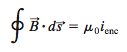 ∮ B⃗ · ds⃗ = μ₀iₑₙc